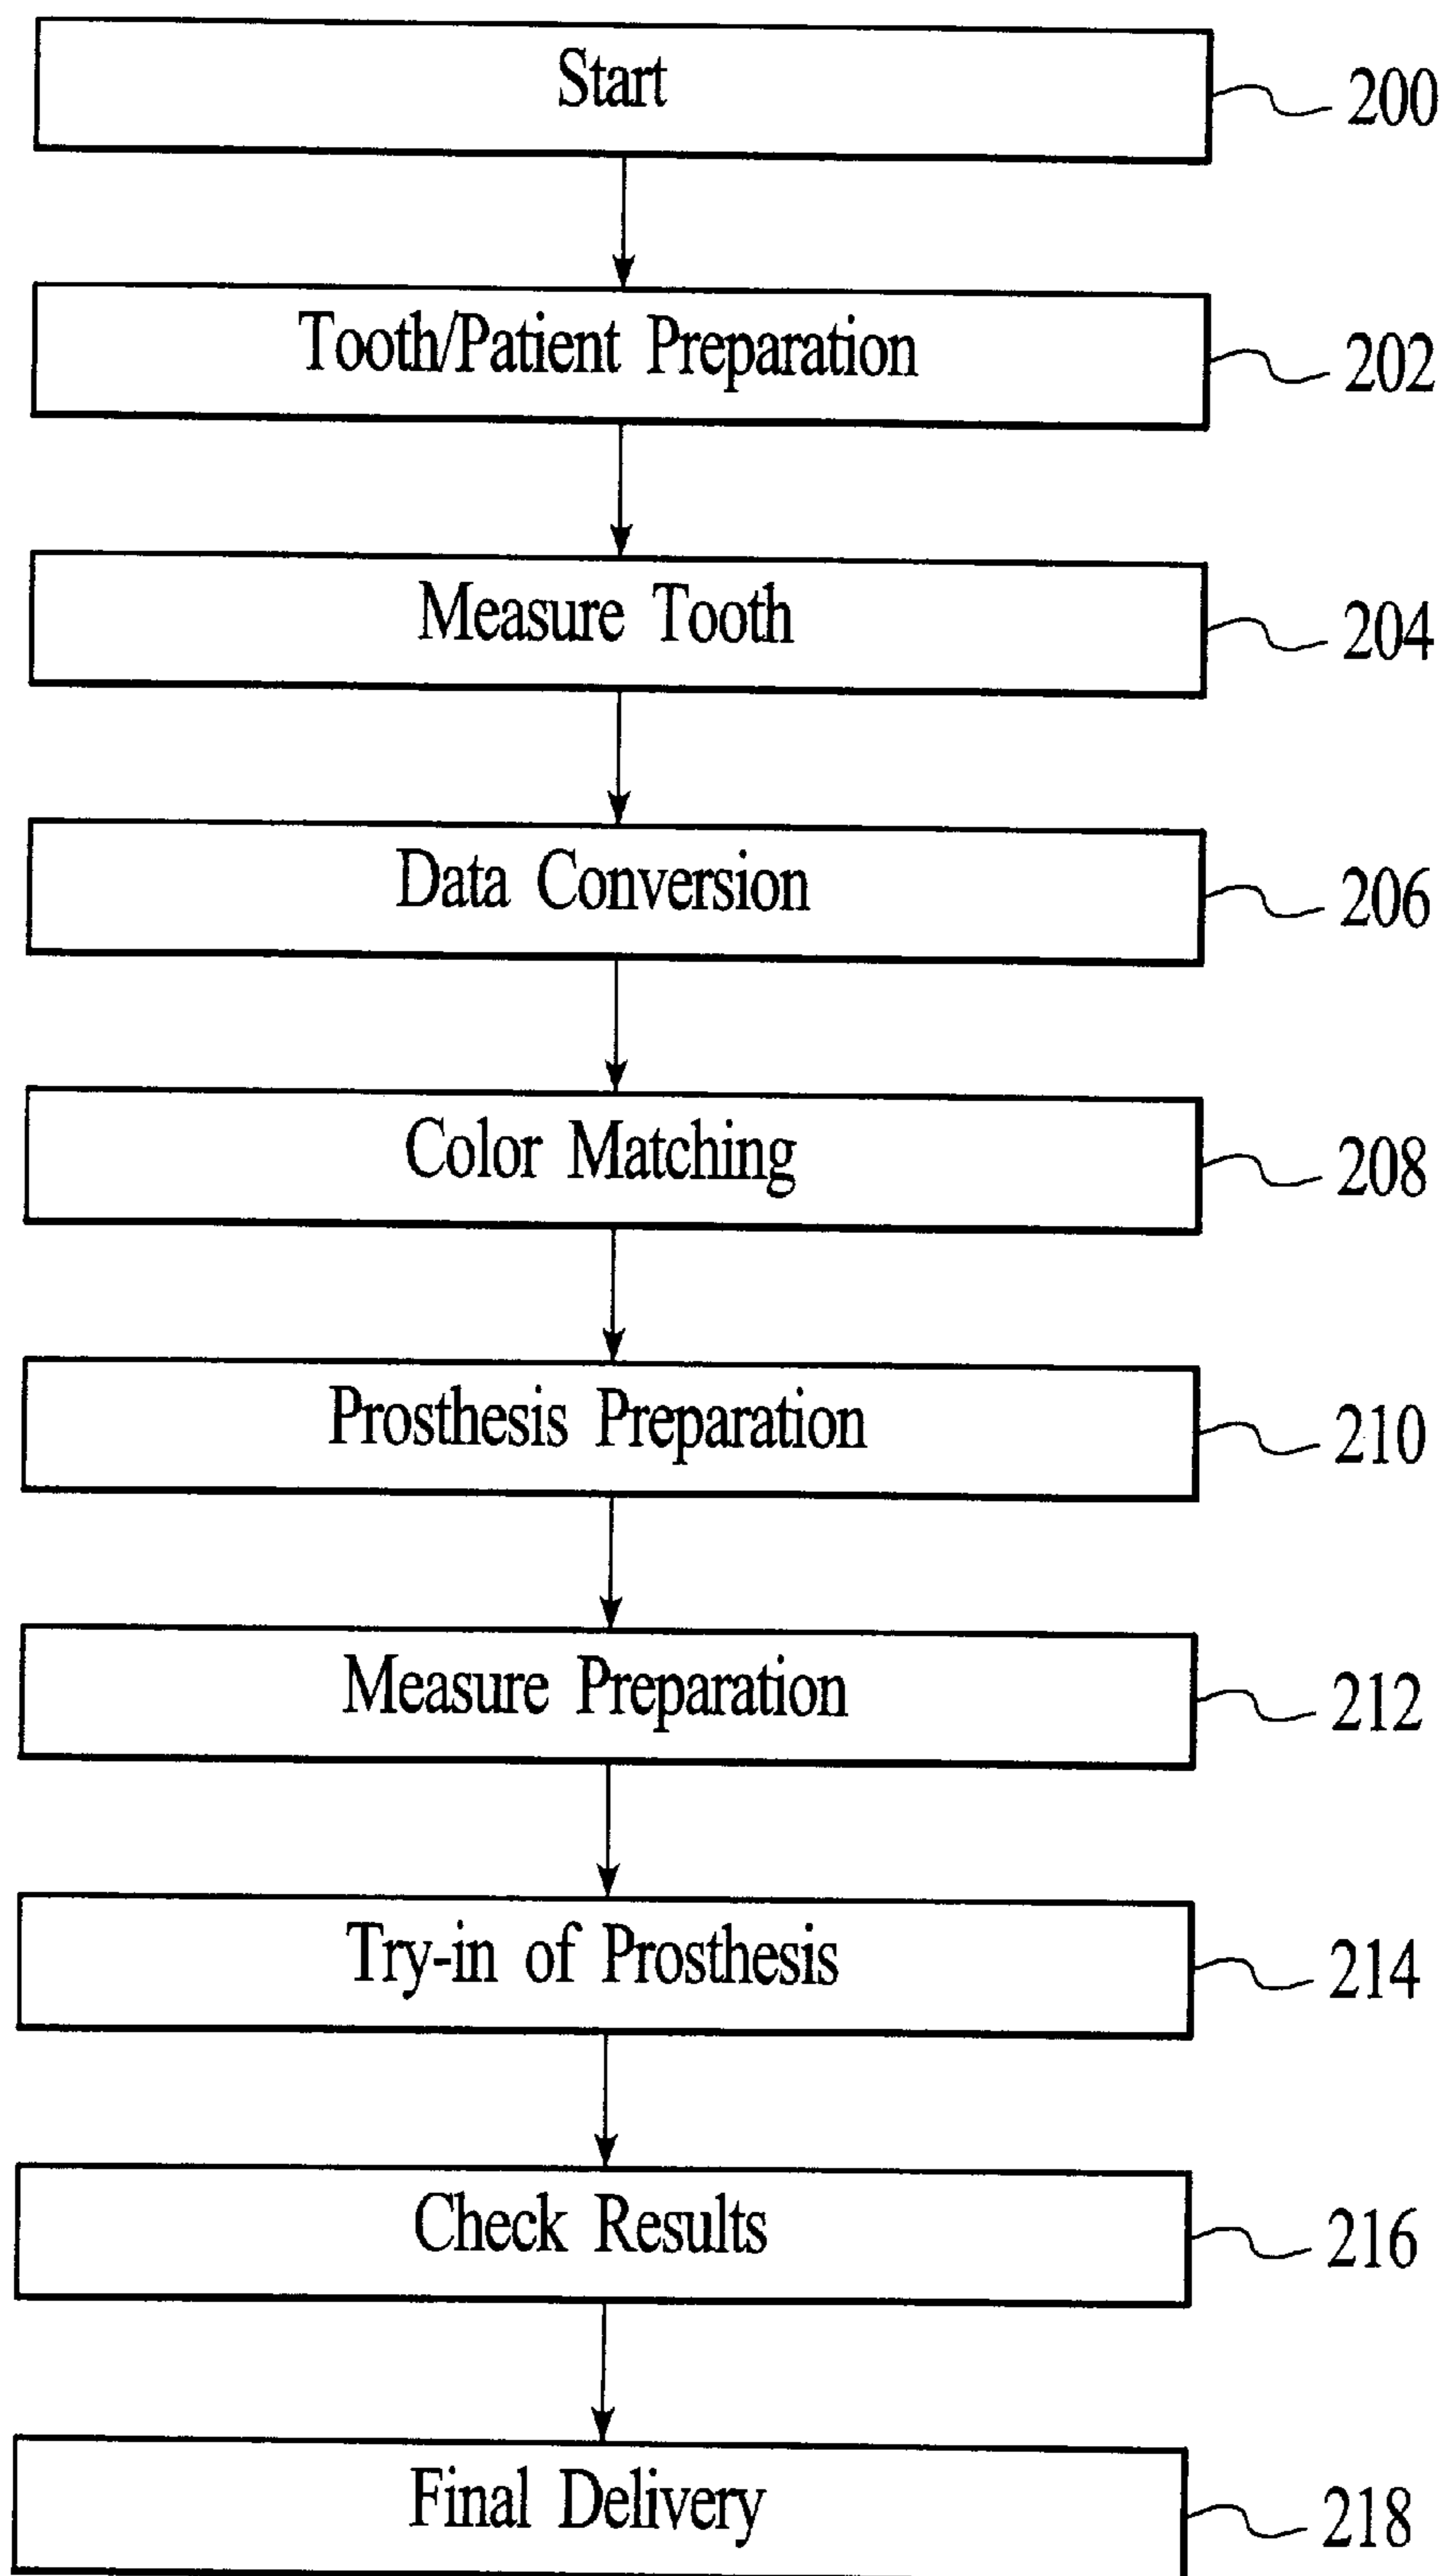 Start
200
Tooth/Patient Preparation
202
Measure Tooth
204
Data Conversion
206
Color Matching
208
Prosthesis Preparation
210
Measure Preparation
212
Try-in of Prosthesis
214
Check Results
216
Final Delivery
218